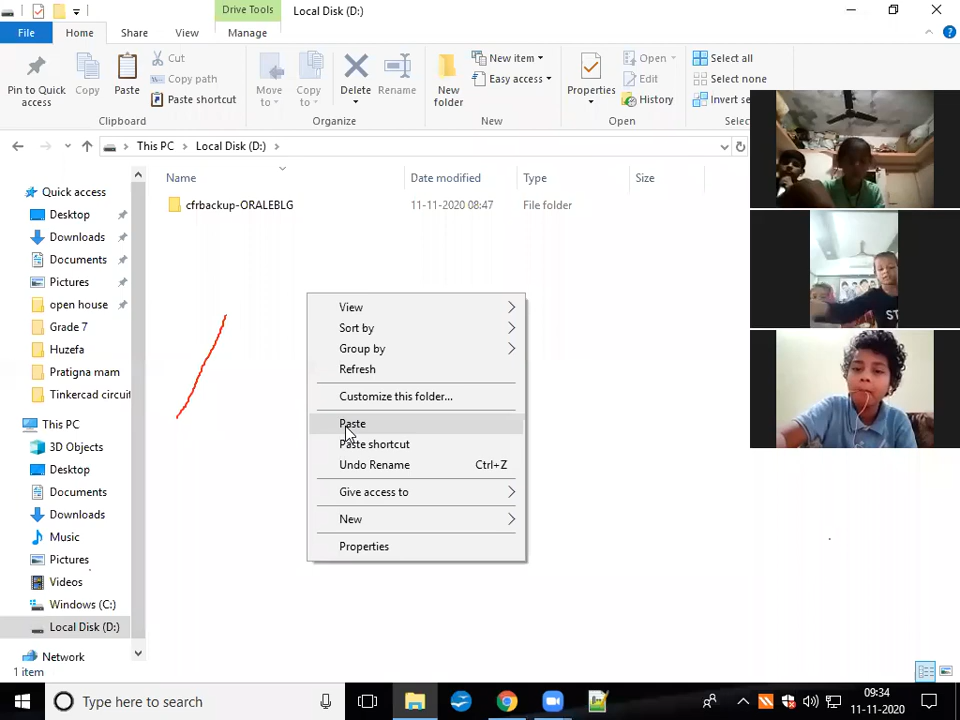 Drive Tools
Local Disk (D:)
File
Home
Share
View
Manage
Pin to Quick access
Copy
Paste
Cut
Copy path
Paste shortcut
Clipboard
Move to
Copy to
Delete
Rename
Organize
New folder
New item
Easy access
New
Properties
Open
Edit
History
Open
Select all
Select none
Invert se
Selec
This PC
Local Disk (D:)
Name
Date modified
Type
Size
cfrbackup-ORALEBLG
11-11-2020 08:47
File folder
Quick access
Desktop
Downloads
Documents
Pictures
open house
Grade 7
Huzefa
Pratigna mam
Tinkercad circuit
This PC
3D Objects
Desktop
Documents
Downloads
Music
Pictures
Videos
Windows (C:)
Local Disk (D:)
Network
View
Sort by
Group by
Refresh
Customize this folder...
Paste
Paste shortcut
Undo Rename Ctrl+Z
Give access to
New
Properties
ST
1 item
Type here to search
09:34
11-11-2020